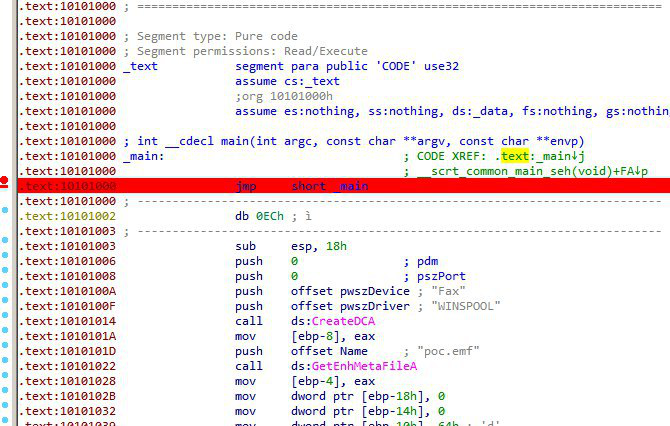 .text:10101000 ; ===========================================================================
.text:10101000
.text:10101000 ; Segment type: Pure code
.text:10101000 ; Segment permissions: Read/Execute
.text:10101000 _text segment para public 'CODE' use32
.text:10101000 assume cs:_text
.text:10101000 ;org 10101000h
.text:10101000 assume es:nothing, ss:nothing, ds:_data, fs:nothing, gs:nothing
.text:10101000
.text:10101000 ; int __cdecl main(int argc, const char **argv, const char **envp)
.text:10101000 _main: ; CODE XREF: .text:_main↓j
.text:10101000 ; __scrt_common_main_seh(void)+FA↓p
.text:10101000 jmp short _main
.text:10101000 ; ---------------------------------------------------------------------------
.text:10101002 db 0ECh ; ì
.text:10101003 ; ---------------------------------------------------------------------------
.text:10101003 sub esp, 18h
.text:10101006 push 0 ; pdm
.text:10101008 push 0 ; pszPort
.text:1010100A push offset pwszDevice ; "Fax"
.text:1010100F push offset pwszDriver ; "WINSPOOL"
.text:10101014 call ds:CreateDCA
.text:1010101A mov [ebp-8], eax
.text:1010101D push offset Name ; "poc.emf"
.text:10101022 call ds:GetEnhMetaFileA
.text:10101028 mov [ebp-4], eax
.text:1010102B mov dword ptr [ebp-18h], 0
.text:10101032 mov dword ptr [ebp-14h], 0
.text:10101039 mov dword ptr [ebp-10h], 64h ; 'd'